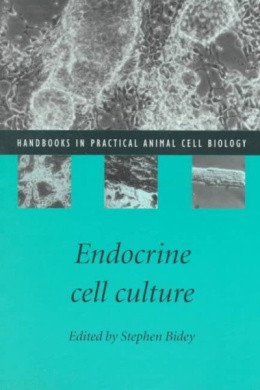 HANDBOOKS IN PRACTICAL ANIMAL CELL BIOLOGY
Endocrine
cell culture
Edited by Stephen Bidey